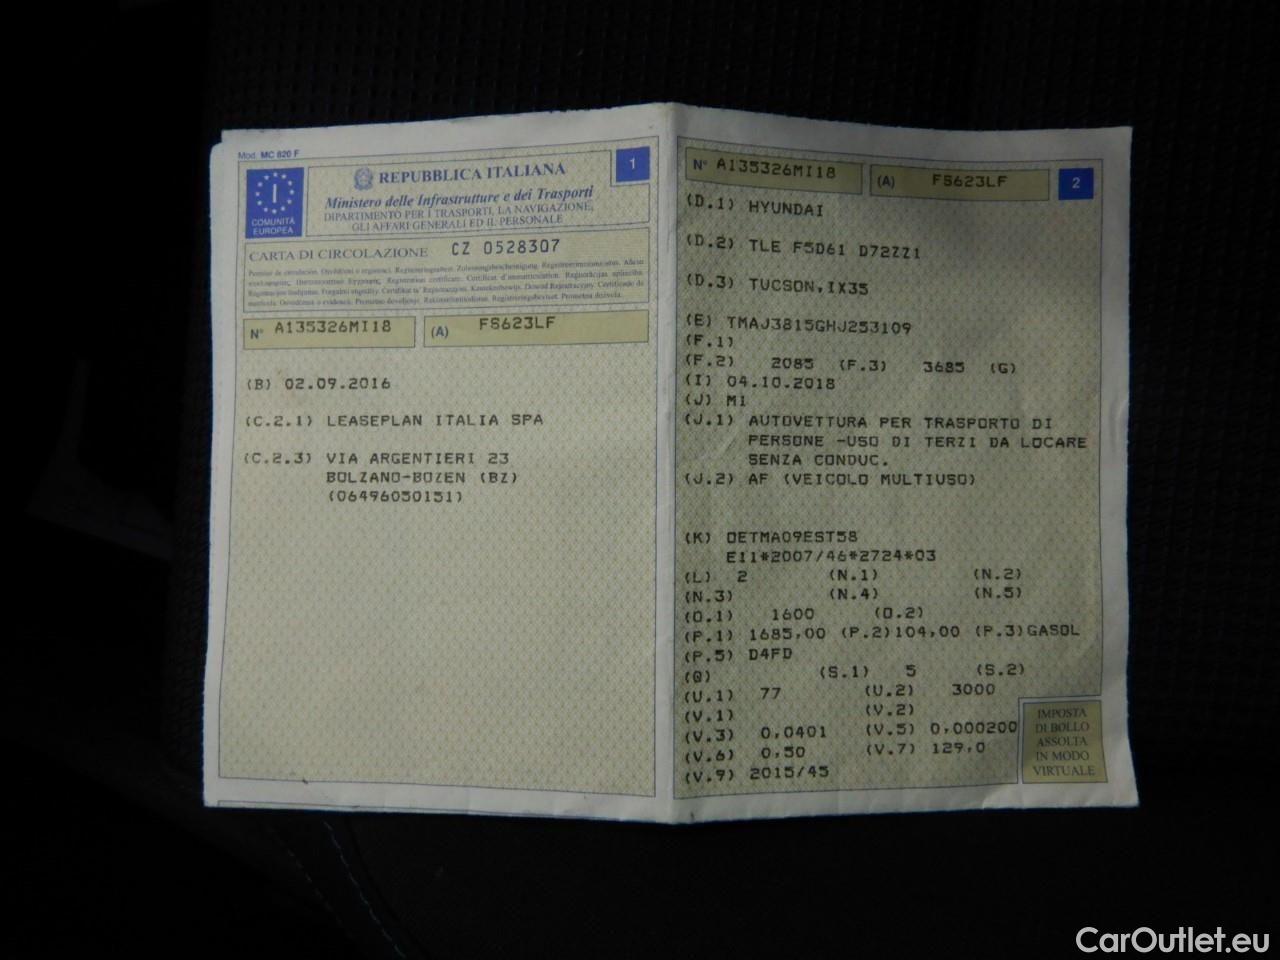 Mod. MC 820 F
I
COMUNITÀ
EUROPEA
REPUBBLICA ITALIANA
1
Ministero delle Infrastrutture e dei Trasporti
DIPARTIMENTO PER I TRASPORTI, LA NAVIGAZIONE,
GLI AFFARI GENERALI ED IL PERSONALE
CARTA DI CIRCOLAZIONE CZ 0528307
N° A135326MI18 (A) FS623LF
(B) 02.09.2016
(C.2.1) LEASEPLAN ITALIA SPA
(C.2.3) VIA ARGENTIERI 23
BOLZANO-BOZEN (BZ)
(06496050151)
N° A135326MI18 (A) FS623LF 2
(D.1) HYUNDAI
(D.2) TLE F5D61 D72ZZ1
(D.3) TUCSON,IX35
(E) TMAJ3815GHJ253109
(F.1)
(F.2) 2085 (F.3) 3685 (G)
(I) 04.10.2018
(J) M1
(J.1) AUTOVETTURA PER TRASPORTO DI
PERSONE -USO DI TERZI DA LOCARE
SENZA CONDUC.
(J.2) AF (VEICOLO MULTIUSO)
(K) OETMA09EST58
E11*2007/46*2724*03
(L) 2 (N.1) (N.2)
(N.3) (N.4) (N.5)
(O.1) 1600 (O.2)
(P.1) 1685,00 (P.2)104,00 (P.3)GASOL
(P.5) D4FD
(Q) (S.1) 5 (S.2)
(U.1) 77 (U.2) 3000
(V.1) (V.2)
(V.3) 0,0401 (V.5) 0,000200
(V.6) 0,50 (V.7) 129,0
(V.9) 2015/45
IMPOSTA
DI BOLLO
ASSOLTA
IN MODO
VIRTUALE
CarOutlet.eu